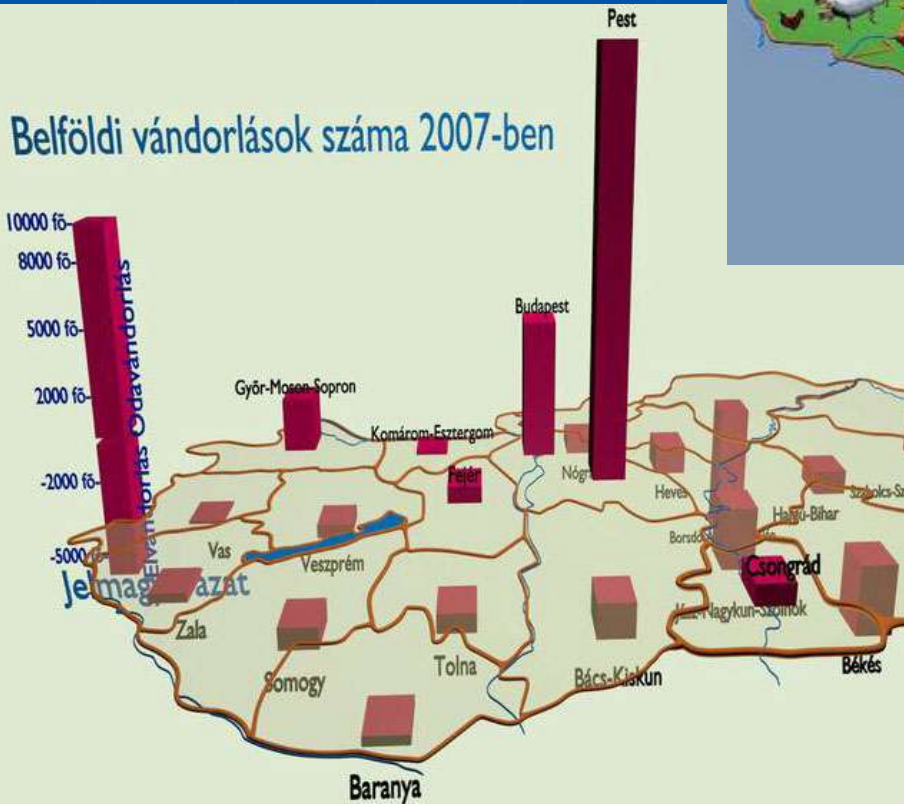 Pest
Belföldi vándorlások száma 2007-ben
10000 fő
8000 fő
5000 fő
2000 fő
-2000 fő
-5000 fő
Odavándorlás
Elvándorlás
Budapest
Győr-Moson-Sopron
Komárom-Esztergom
Fejér
Nógr
Heves
Hajdú-Bihar
Vas
Veszprém
Csongrád
Zala
Somogy
Tolna
Bács-Kiskun
Békés
Baranya